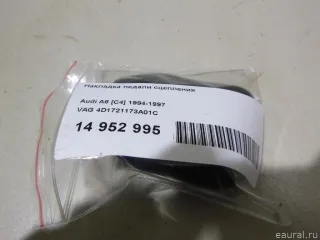 Накладка педали сцепления
Audi A6 [C4] 1994-1997
VAG 4D1721173A01C
14 952 995
eaural.ru